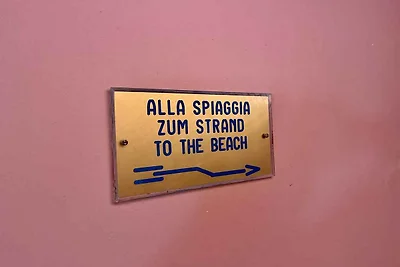 ALLA SPIAGGIA
ZUM STRAND
TO THE BEACH